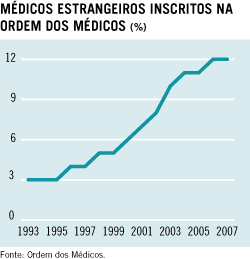 MÉDICOS ESTRANGEIROS INSCRITOS NA
ORDEM DOS MÉDICOS (%)
12
9
6
3
0
1993 1995 1997 1999 2001 2003 2005 2007
Fonte: Ordem dos Médicos.